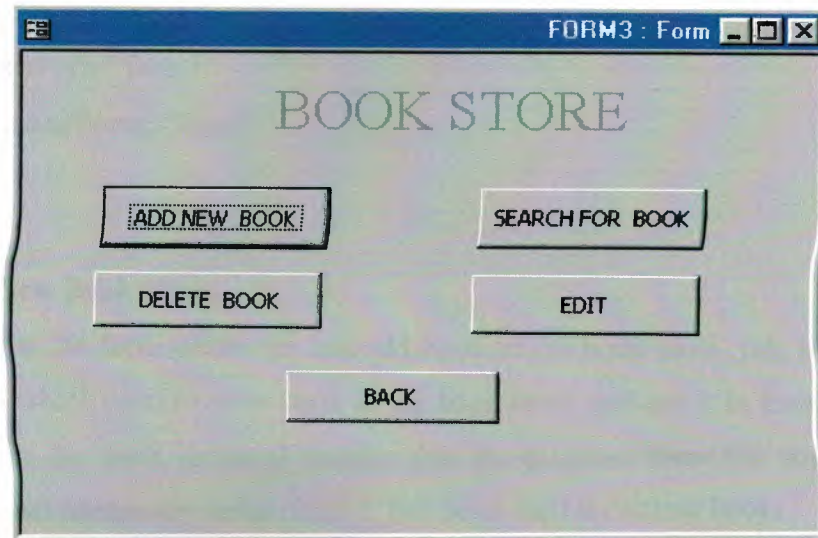 FORM3 : Form
BOOK STORE
ADD NEW BOOK
SEARCH FOR BOOK
DELETE BOOK
EDIT
BACK